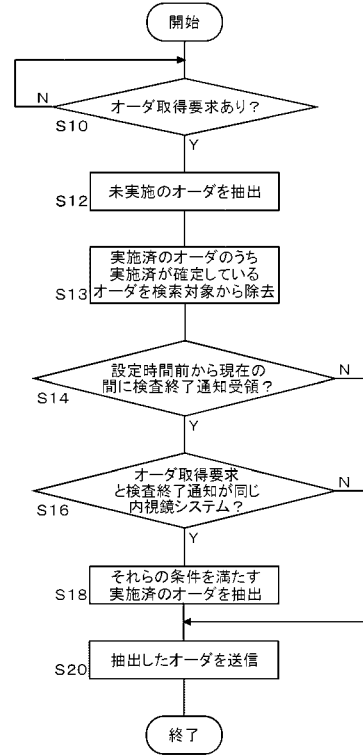 開始
オーダ取得要求あり？
N
S10
Y
未実施のオーダを抽出
S12
実施済のオーダのうち
実施済が確定している
オーダを検索対象から除去
S13
設定時間前から現在の
間に検査終了通知受領？
N
S14
Y
オーダ取得要求
と検査終了通知が同じ
内視鏡システム？
N
S16
Y
それらの条件を満たす
実施済のオーダを抽出
S18
抽出したオーダを送信
S20
終了